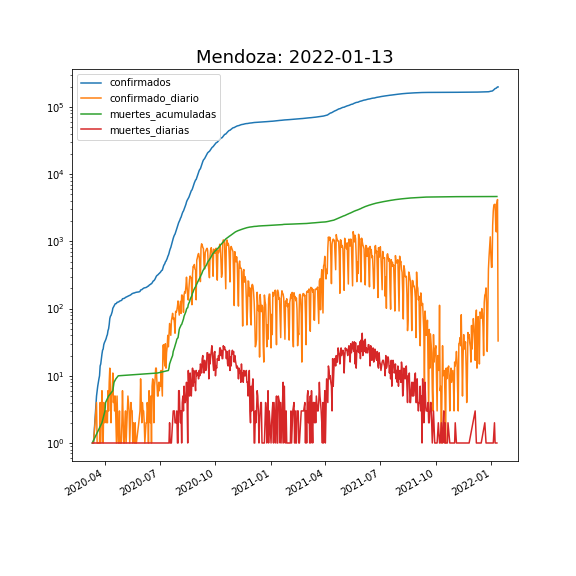 Mendoza: 2022-01-13
confirmados
confirmado_diario
muertes_acumuladas
muertes_diarias
10^5
10^4
10^3
10^2
10^1
10^0
2020-04 2020-07 2020-10 2021-01 2021-04 2021-07 2021-10 2022-01